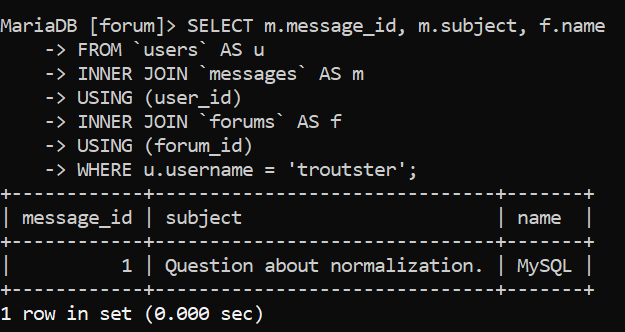 MariaDB [forum]> SELECT m.message_id, m.subject, f.name
    -> FROM `users` AS u
    -> INNER JOIN `messages` AS m
    -> USING (user_id)
    -> INNER JOIN `forums` AS f
    -> USING (forum_id)
    -> WHERE u.username = 'troutster';
+------------+-------------------------------+-------+
| message_id | subject                       | name  |
+------------+-------------------------------+-------+
|          1 | Question about normalization. | MySQL |
+------------+-------------------------------+-------+
1 row in set (0.000 sec)